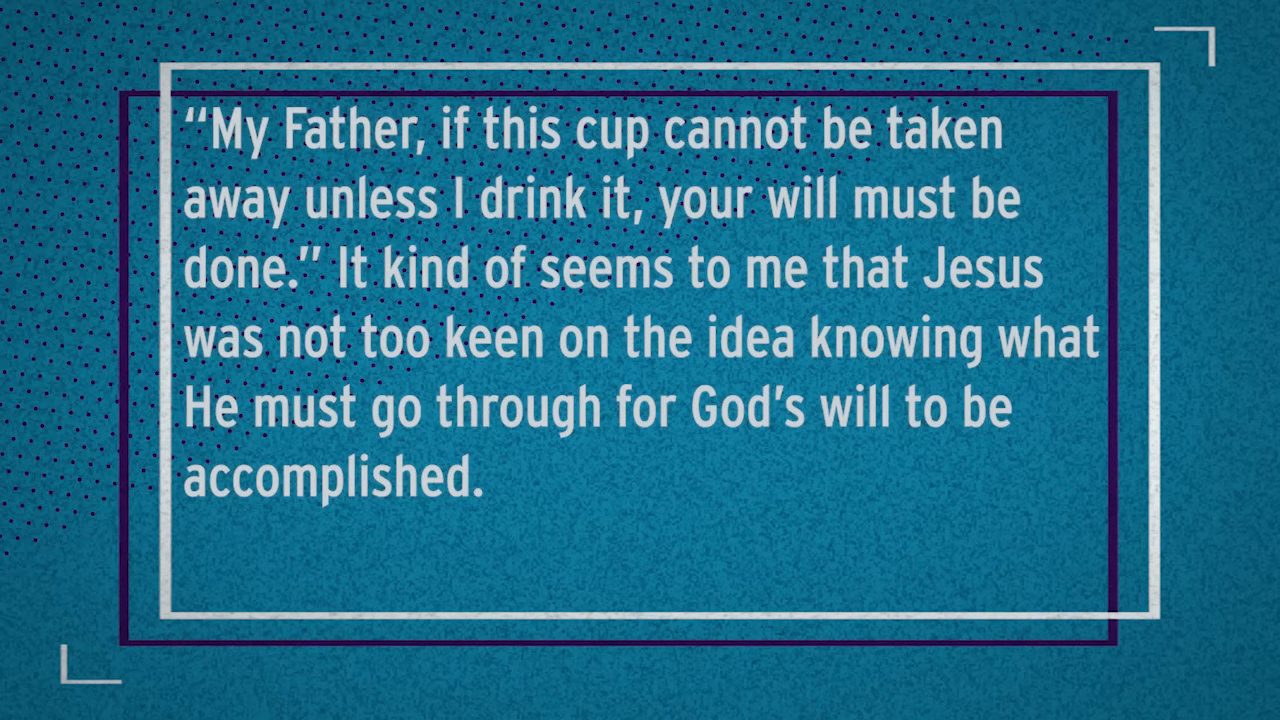 “My Father, if this cup cannot be taken
away unless I drink it, your will must be
done.” It kind of seems to me that Jesus
was not too keen on the idea knowing what
He must go through for God’s will to be
accomplished.